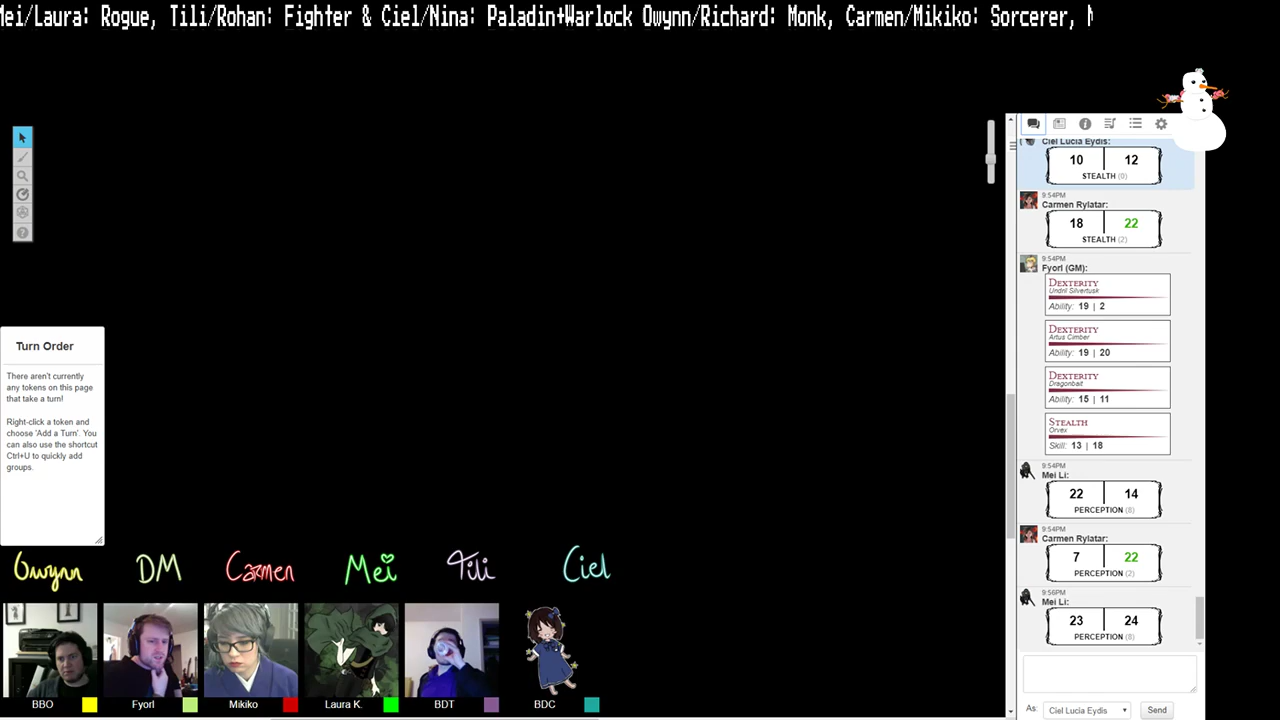 Mei/Laura: Rogue, Tili/Rohan: Fighter & Ciel/Nina: Paladin+Warlock Owynn/Richard: Monk, Carmen/Mikiko: Sorcerer,
Ciel Lucia Eydis:
10 12
STEALTH (0)
9:54PM
Carmen Rylatar:
18 22
STEALTH (2)
9:54PM
Fyorl (GM):
DEXTERITY
Undril Silvertusk
Ability: 19 | 2
DEXTERITY
Artus Cimber
Ability: 19 | 20
DEXTERITY
Dragonbait
Ability: 15 | 11
STEALTH
Orvex
Skill: 13 | 18
9:54PM
Mei Li:
22 14
PERCEPTION (8)
9:54PM
Carmen Rylatar:
7 22
PERCEPTION (2)
9:56PM
Mei Li:
23 24
PERCEPTION (8)
As: Ciel Lucia Eydis Send
Turn Order
There aren't currently
any tokens on this page
that take a turn!
Right-click a token and
choose 'Add a Turn'. You
can also use the shortcut
Ctrl+U to quickly add
groups.
Owynn DM Carmen Mei Tili Ciel
BBO Fyorl Mikiko Laura K. BDT BDC